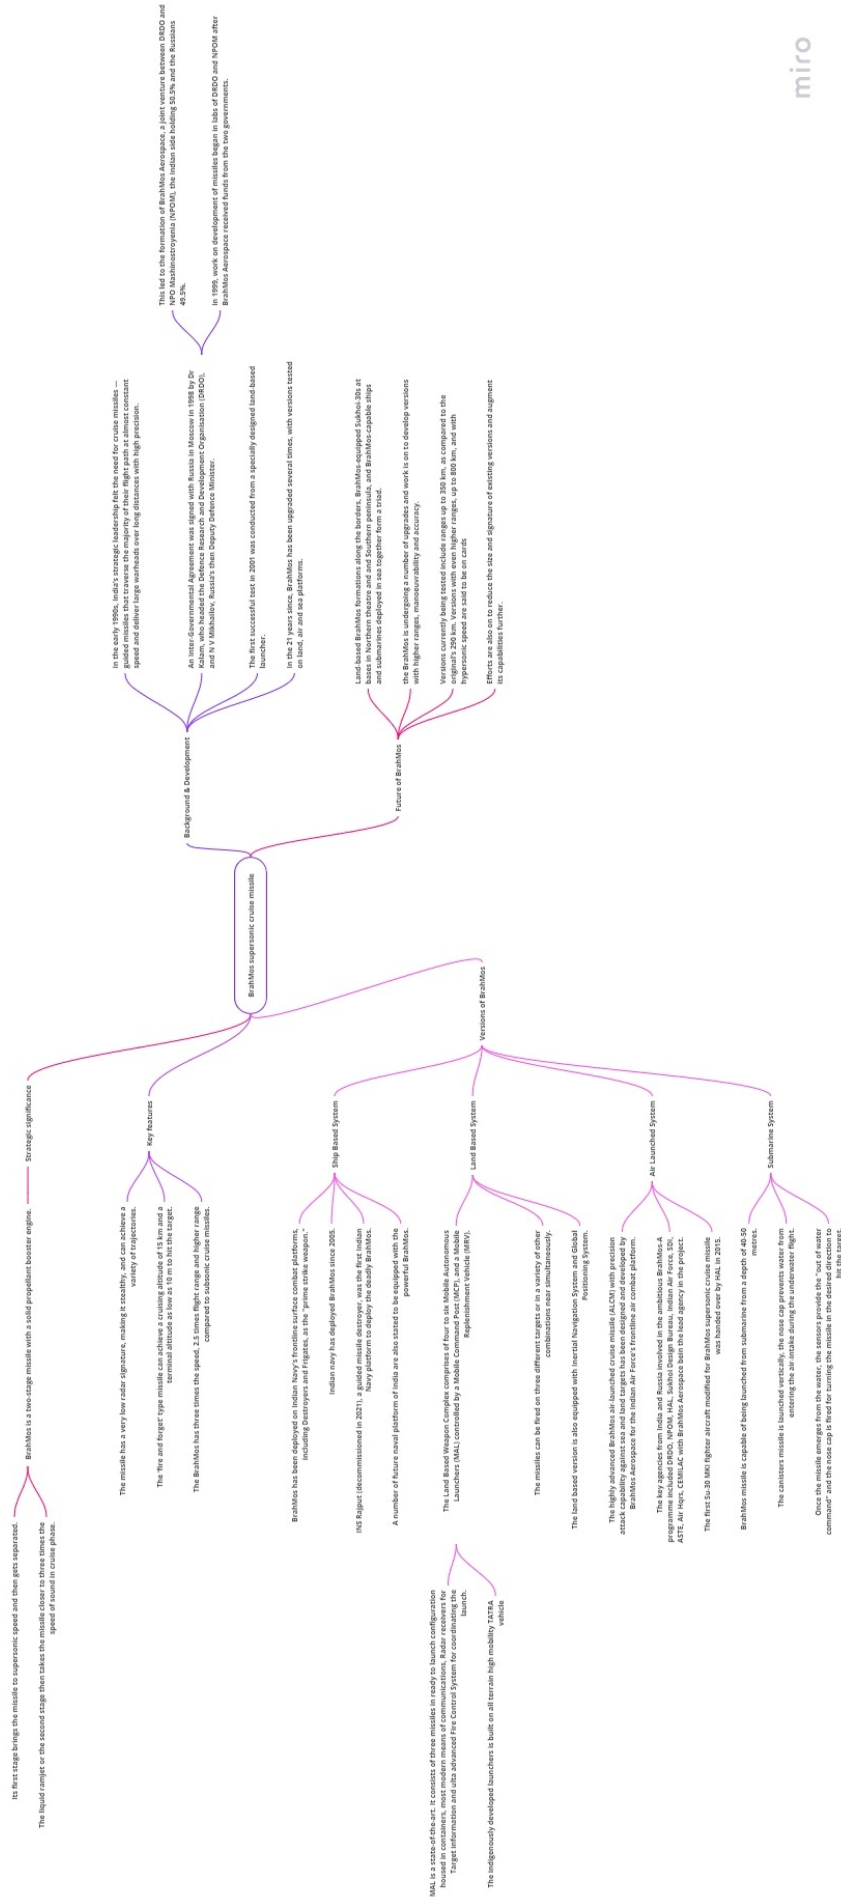 BrahMos supersonic cruise missile
Background & Development
In the early 1990s, India's strategic leadership felt the need for cruise missiles —
guided missiles that traverse the majority of their flight path at almost constant
speed and deliver large warheads over long distances with high precision.
An Inter-Governmental Agreement was signed with Russia in Moscow in 1998 by Dr
Kalam, who headed the Defence Research and Development Organisation (DRDO),
and N V Mikhailov, Russia's then Deputy Defence Minister.
This led to the formation of BrahMos Aerospace, a joint venture between DRDO and
NPO Mashinostroyenia (NPOM), the Indian side holding 50.5% and the Russians
49.5%.
In 1999, work on development of missiles began in labs of DRDO and NPOM after
BrahMos Aerospace received funds from the two governments.
The first successful test in 2001 was conducted from a specially designed land-based
launcher.
In the 21 years since, BrahMos has been upgraded several times, with versions tested
on land, air and sea platforms.
Future of BrahMos
Land-based BrahMos formations along the borders, BrahMos-equipped Sukhoi-30s at
bases in Northern theatre and and Southern peninsula, and BrahMos-capable ships
and submarines deployed in sea together form a triad.
the BrahMos is undergoing a number of upgrades and work is on to develop versions
with higher ranges, manoeuvrability and accuracy.
Versions currently being tested include ranges up to 350 km, as compared to the
original's 290 km. Versions with even higher ranges, up to 800 km, and with
hypersonic speed are said to be on cards
Efforts are also on to reduce the size and signature of existing versions and augment
its capabilities further.
Strategic significance
BrahMos is a two-stage missile with a solid propellant booster engine.
Its first stage brings the missile to supersonic speed and then gets separated.
The liquid ramjet or the second stage then takes the missile closer to three times the
speed of sound in cruise phase.
Key features
The missile has a very low radar signature, making it stealthy, and can achieve a
variety of trajectories.
The 'fire and forget' type missile can achieve a cruising altitude of 15 km and a
terminal altitude as low as 10 m to hit the target.
The BrahMos has three times the speed, 2.5 times flight range and higher range
compared to subsonic cruise missiles.
Versions of BrahMos
Ship Based System
BrahMos has been deployed on Indian Navy's frontline surface combat platforms,
including Destroyers and Frigates, as the "prime strike weapon."
Indian navy has deployed BrahMos since 2005.
INS Rajput (decommissioned in 2021), a guided missile destroyer, was the first Indian
Navy platform to deploy the deadly BrahMos.
A number of future naval platform of India are also stated to be equipped with the
powerful BrahMos.
Land Based System
The Land Based Weapon Complex comprises of four to six Mobile Autonomous
Launchers (MAL) controlled by a Mobile Command Post (MCP), and a Mobile
Replenishment Vehicle (MRV).
MAL is a state-of-the-art. It consists of three missiles in ready to launch configuration
housed in containers, most modern means of communications, Radar receivers for
Target information and ulta advanced Fire Control System for coordinating the
launch.
The indigenously developed launchers is built on all terrain high mobility TATRA
vehicle
The missiles can be fired on three different targets or in a variety of other
combinations near simultaneously.
The land based version is also equipped with Inertial Navigation System and Global
Positioning System.
Air Launched System
The highly advanced BrahMos air-launched cruise missile (ALCM) with precision
attack capability against sea and land targets has been designed and developed by
BrahMos Aerospace for the Indian Air Force's frontline air combat platform.
The key agencies from India and Russia involved in the ambitious BrahMos-A
programme included DRDO, NPOM, HAL, Sukhoi Design Bureau, Indian Air Force, SDI,
ASTE, Air Hqrs, CEMILAC with BrahMos Aerospace bein the lead agency in the project.
The first Su-30 MKI fighter aircraft modified for BrahMos supersonic cruise missile
was handed over by HAL in 2015.
Submarine System
BrahMos missile is capable of being launched from submarine from a depth of 40-50
metres.
The canisters missile is launched vertically, the nose cap prevents water from
entering the air-intake during the underwater flight.
Once the missile emerges from the water, the sensors provide the "out of water
command" and the nose cap is fired for turning the missile in the desired direction to
hit the target.
miro